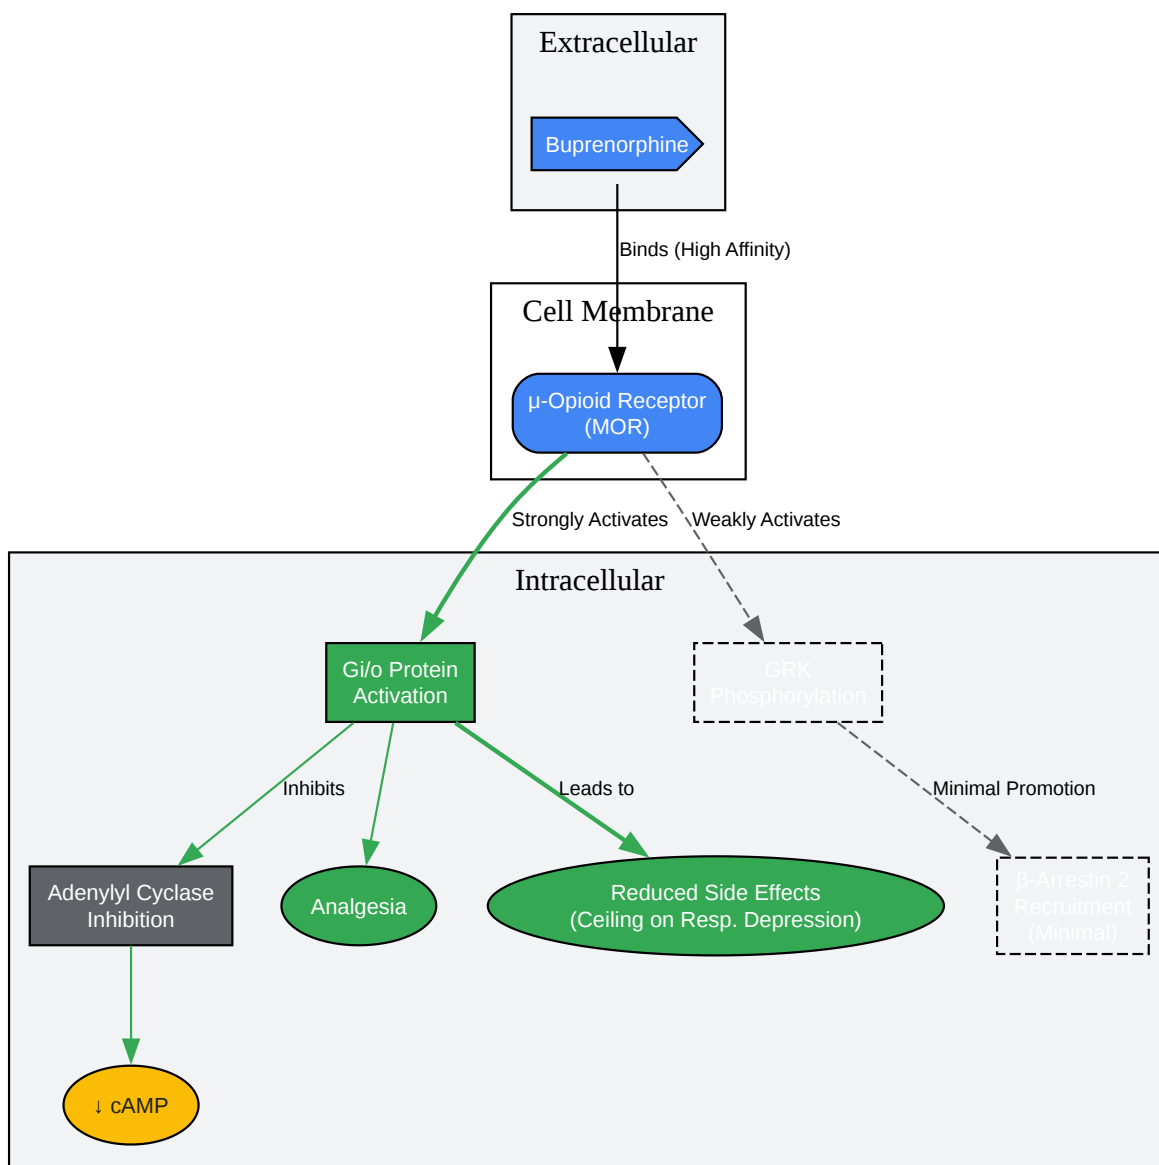 Extracellular
Buprenorphine
Binds (High Affinity)
Cell Membrane
μ-Opioid Receptor
(MOR)
Strongly Activates
Weakly Activates
Intracellular
Gi/o Protein
Activation
GRK
Phosphorylation
Inhibits
Leads to
Minimal Promotion
Adenylyl Cyclase
Inhibition
Analgesia
Reduced Side Effects
(Ceiling on Resp. Depression)
β-Arrestin 2
Recruitment
(Minimal)
↓ cAMP